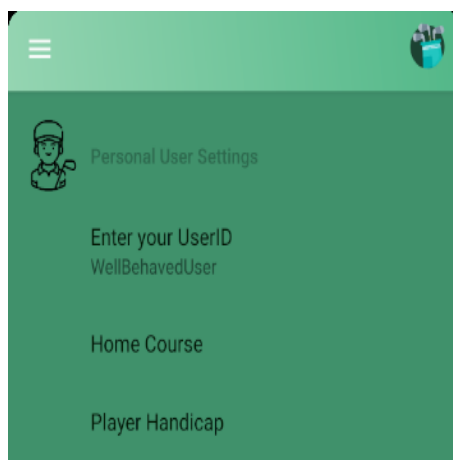 Personal User Settings
Enter your UserID
WellBehavedUser
Home Course
Player Handicap